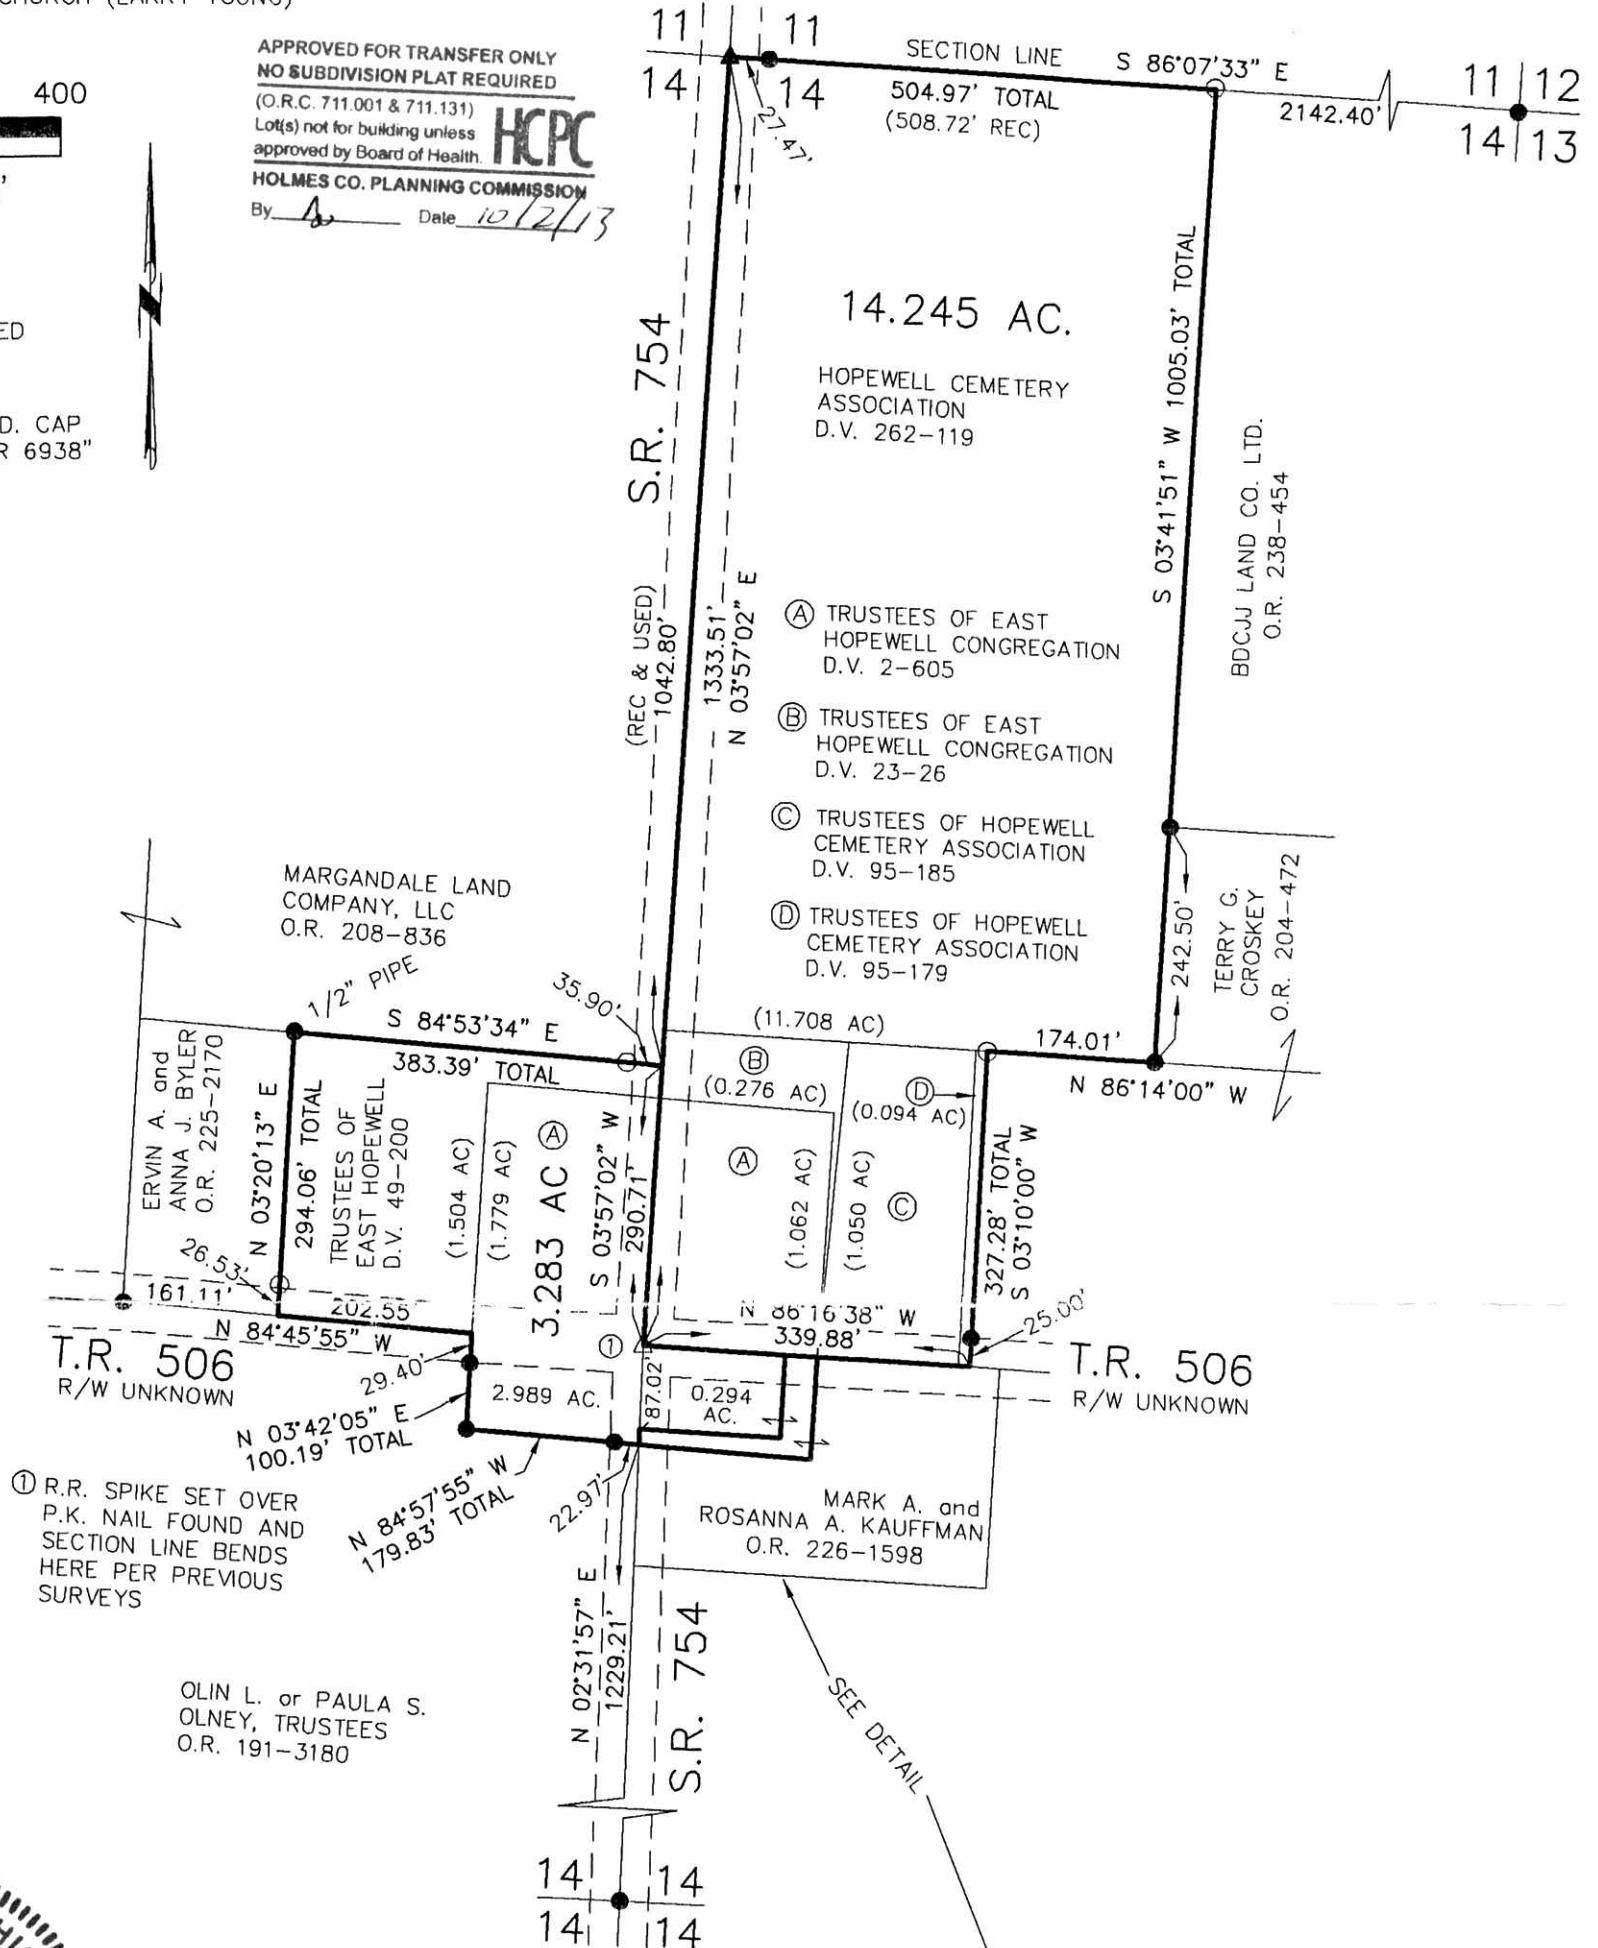 400
'
APPROVED FOR TRANSFER ONLY
NO SUBDIVISION PLAT REQUIRED
(O.R.C. 711.001 & 711.131)
Lot(s) not for building unless
approved by Board of Health.
HCPC
HOLMES CO. PLANNING COMMISSION
By
Date 10/2/13
ED
D. CAP
R 6938"
11
11
14
14
SECTION LINE
S 86°07'33" E
504.97' TOTAL
(508.72' REC)
27.47'
2142.40'
11
12
14
13
14.245 AC.
HOPEWELL CEMETERY
ASSOCIATION
D.V. 262-119
S.R. 754
S 03°41'51" W 1005.03' TOTAL
BDCJJ LAND CO. LTD.
O.R. 238-454
(REC & USED)
1042.80'
1333.51'
N 03°57'02" E
A TRUSTEES OF EAST
HOPEWELL CONGREGATION
D.V. 2-605
B TRUSTEES OF EAST
HOPEWELL CONGREGATION
D.V. 23-26
C TRUSTEES OF HOPEWELL
CEMETERY ASSOCIATION
D.V. 95-185
D TRUSTEES OF HOPEWELL
CEMETERY ASSOCIATION
D.V. 95-179
242.50'
TERRY G.
CROSKEY
O.R. 204-472
MARGANDALE LAND
COMPANY, LLC
O.R. 208-836
1/2" PIPE
35.90'
S 84°53'34" E
383.39' TOTAL
(11.708 AC)
174.01'
N 86°14'00" W
B
(0.276 AC)
D
(0.094 AC)
ERVIN A. and
ANNA J. BYLER
O.R. 225-2170
N 03°20'13" E
294.06' TOTAL
TRUSTEES OF
EAST HOPEWELL
D.V. 49-200
(1.504 AC)
(1.779 AC)
3.283 AC
A
S 03°57'02" W
290.71'
A
(1.062 AC)
(1.050 AC)
C
327.28' TOTAL
S 03°10'00" W
26.53'
161.11'
202.55
N 84°45'55" W
N 86°16'38" W
339.88'
25.00'
1
T.R. 506
R/W UNKNOWN
T.R. 506
R/W UNKNOWN
29.40'
2.989 AC.
87.02'
0.294
AC.
N 03°42'05" E
100.19' TOTAL
N 84°57'55" W
179.83' TOTAL
22.97'
1 R.R. SPIKE SET OVER
P.K. NAIL FOUND AND
SECTION LINE BENDS
HERE PER PREVIOUS
SURVEYS
MARK A. and
ROSANNA A. KAUFFMAN
O.R. 226-1598
N 02°31'57" E
1229.21'
S.R. 754
SEE DETAIL
OLIN L. or PAULA S.
OLNEY, TRUSTEES
O.R. 191-3180
14
14
14
14